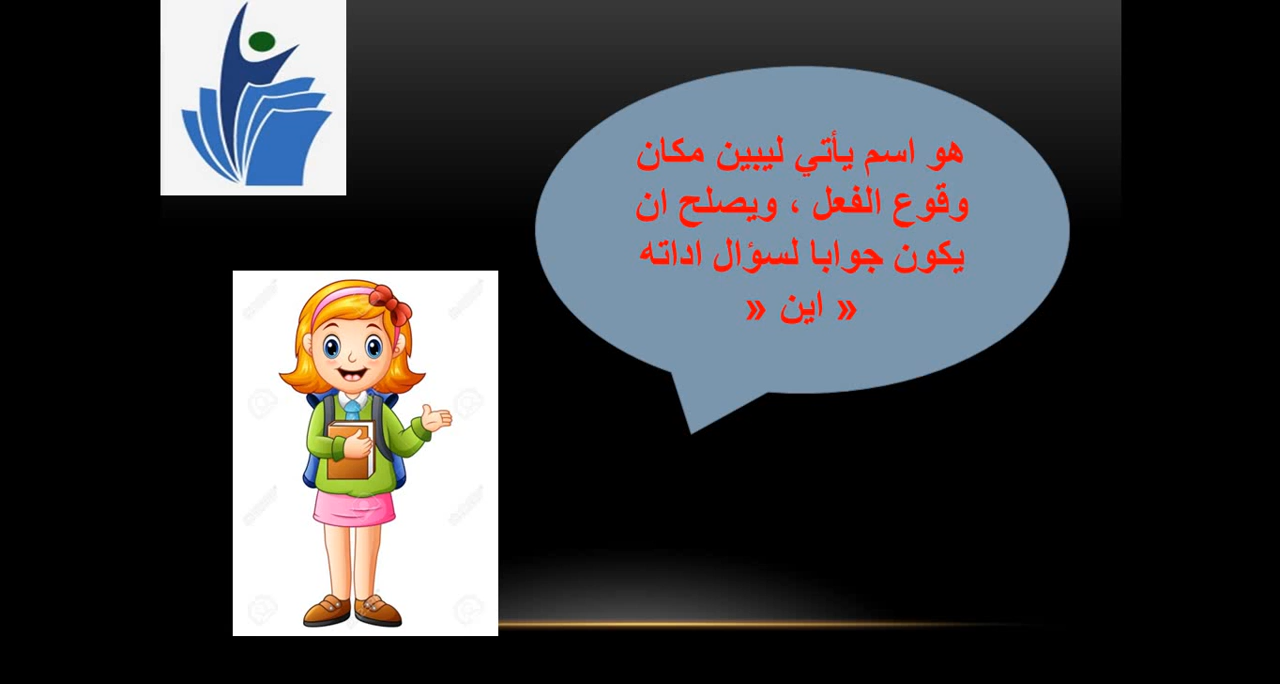 هو اسم يأتي ليبين مكان
وقوع الفعل ، ويصلح ان
يكون جوابا لسؤال اداته
« اين «